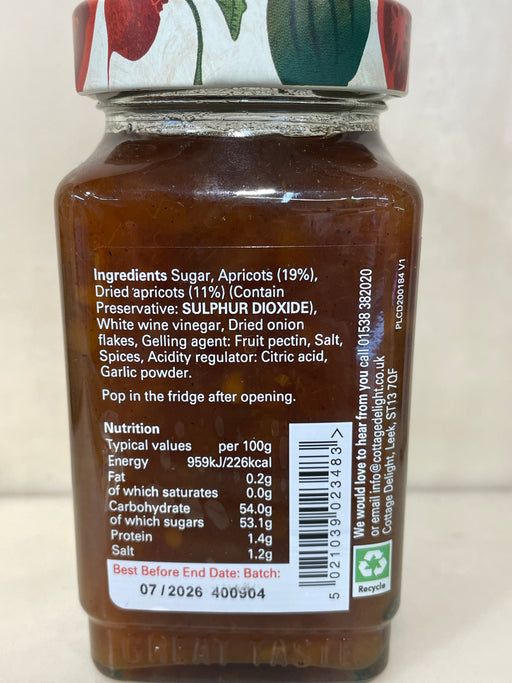 Ingredients Sugar, Apricots (19%),
Dried apricots (11%) (Contain
Preservative: SULPHUR DIOXIDE),
White wine vinegar, Dried onion
flakes, Gelling agent: Fruit pectin, Salt,
Spices, Acidity regulator: Citric acid,
Garlic powder.
Pop in the fridge after opening.
Nutrition
Typical values per 100g
Energy 959kJ/226kcal
Fat 0.2g
of which saturates 0.0g
Carbohydrate 54.0g
of which sugars 53.1g
Protein 1.4g
Salt 1.2g
Best Before End Date: Batch:
07/2026 400904
5 021039 023483 >
We would love to hear from you call 01538 382020
or email info@cottagedelight.co.uk
Cottage Delight, Leek, ST13 7QF
PLCD200184 V1
Recycle
GREAT TASTE